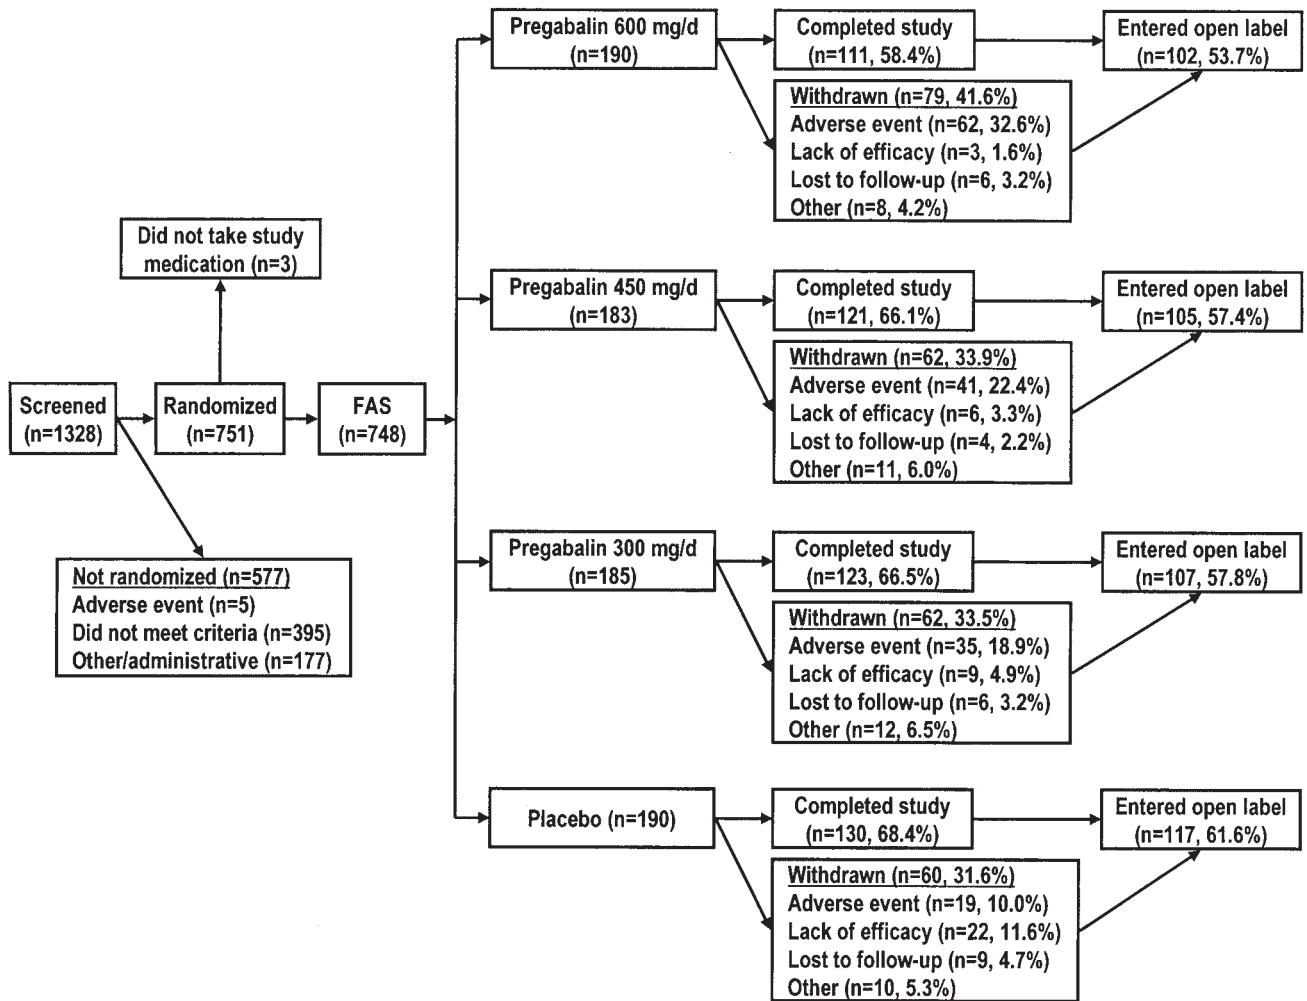 Screened
(n=1328)
Not randomized (n=577)
Adverse event (n=5)
Did not meet criteria (n=395)
Other/administrative (n=177)
Randomized
(n=751)
Did not take study
medication (n=3)
FAS
(n=748)
Pregabalin 600 mg/d
(n=190)
Completed study
(n=111, 58.4%)
Entered open label
(n=102, 53.7%)
Withdrawn (n=79, 41.6%)
Adverse event (n=62, 32.6%)
Lack of efficacy (n=3, 1.6%)
Lost to follow-up (n=6, 3.2%)
Other (n=8, 4.2%)
Pregabalin 450 mg/d
(n=183)
Completed study
(n=121, 66.1%)
Entered open label
(n=105, 57.4%)
Withdrawn (n=62, 33.9%)
Adverse event (n=41, 22.4%)
Lack of efficacy (n=6, 3.3%)
Lost to follow-up (n=4, 2.2%)
Other (n=11, 6.0%)
Pregabalin 300 mg/d
(n=185)
Completed study
(n=123, 66.5%)
Entered open label
(n=107, 57.8%)
Withdrawn (n=62, 33.5%)
Adverse event (n=35, 18.9%)
Lack of efficacy (n=9, 4.9%)
Lost to follow-up (n=6, 3.2%)
Other (n=12, 6.5%)
Placebo (n=190)
Completed study
(n=130, 68.4%)
Entered open label
(n=117, 61.6%)
Withdrawn (n=60, 31.6%)
Adverse event (n=19, 10.0%)
Lack of efficacy (n=22, 11.6%)
Lost to follow-up (n=9, 4.7%)
Other (n=10, 5.3%)